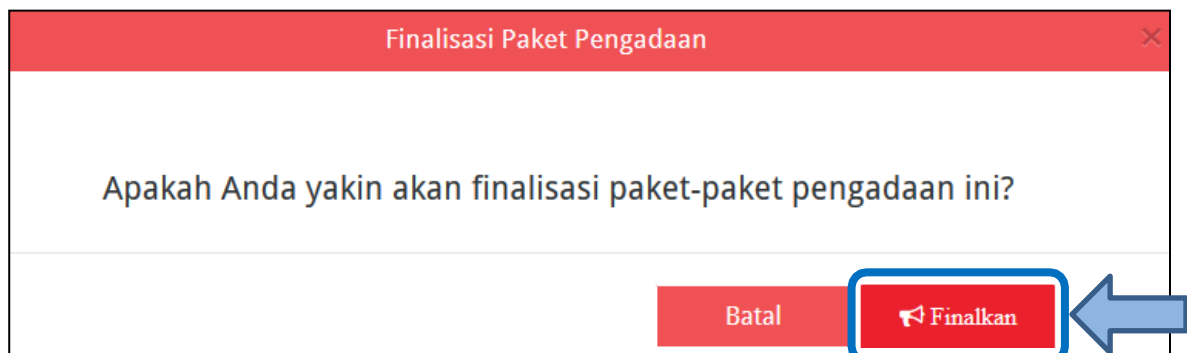 Finalisasi Paket Pengadaan
Apakah Anda yakin akan finalisasi paket-paket pengadaan ini?
Batal
Finalkan